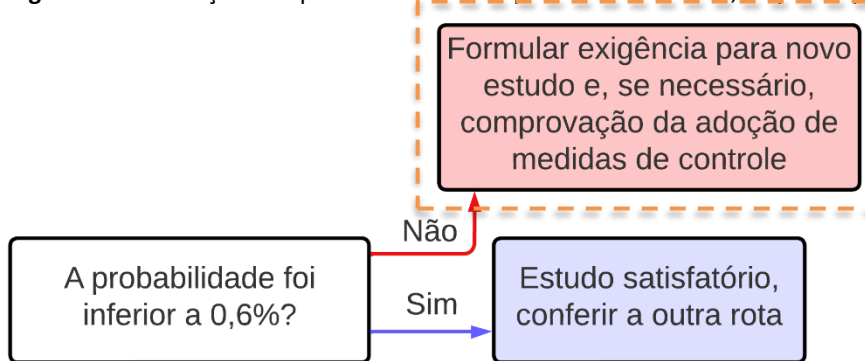 Formular exigência para novo
estudo e, se necessário,
comprovação da adoção de
medidas de controle
Não
A probabilidade foi
inferior a 0,6%?
Sim
Estudo satisfatório,
conferir a outra rota